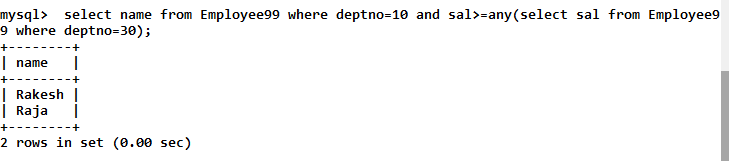 mysql>  select name from Employee99 where deptno=10 and sal>=any(select sal from Employee9
9 where deptno=30);
+--------+
| name   |
+--------+
| Rakesh |
| Raja   |
+--------+
2 rows in set (0.00 sec)